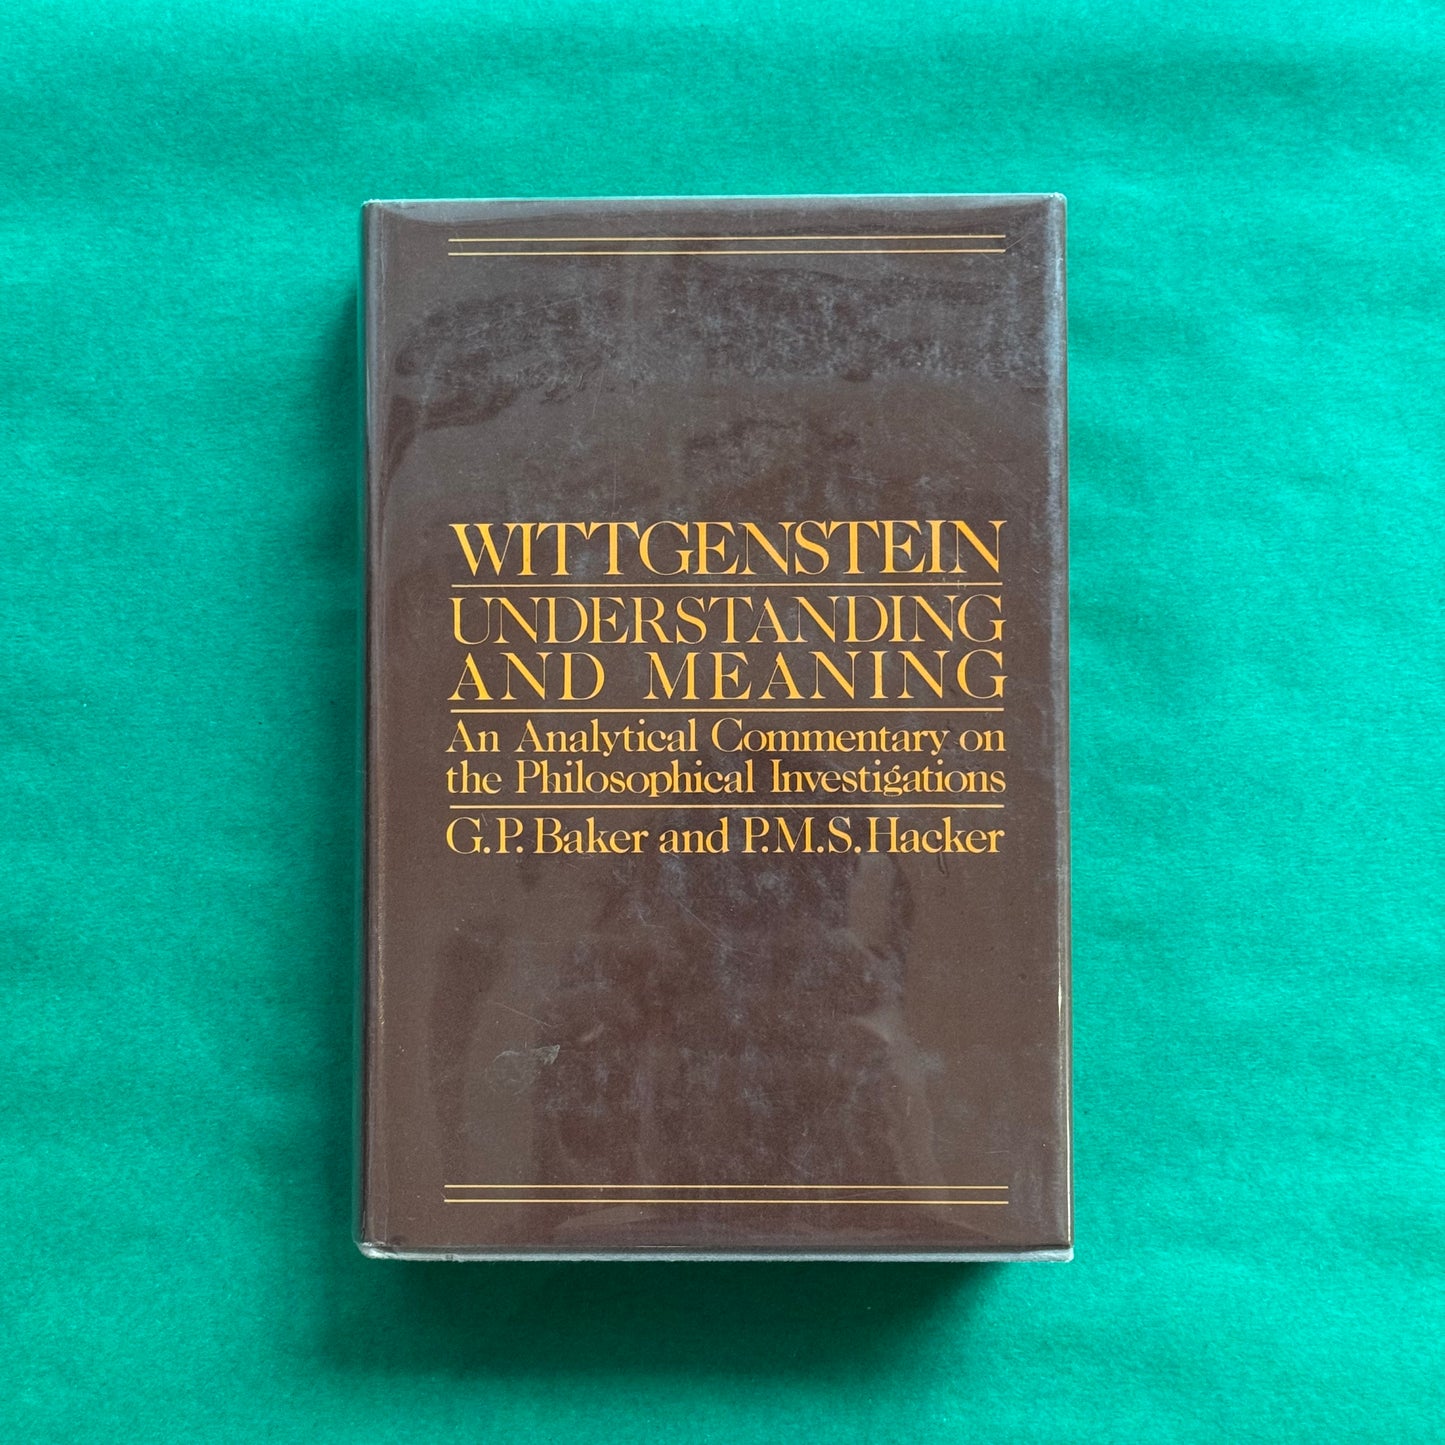 WITTGENSTEIN
UNDERSTANDING
AND MEANING
An Analytical Commentary on
the Philosophical Investigations
G.P. Baker and P.M.S. Hacker